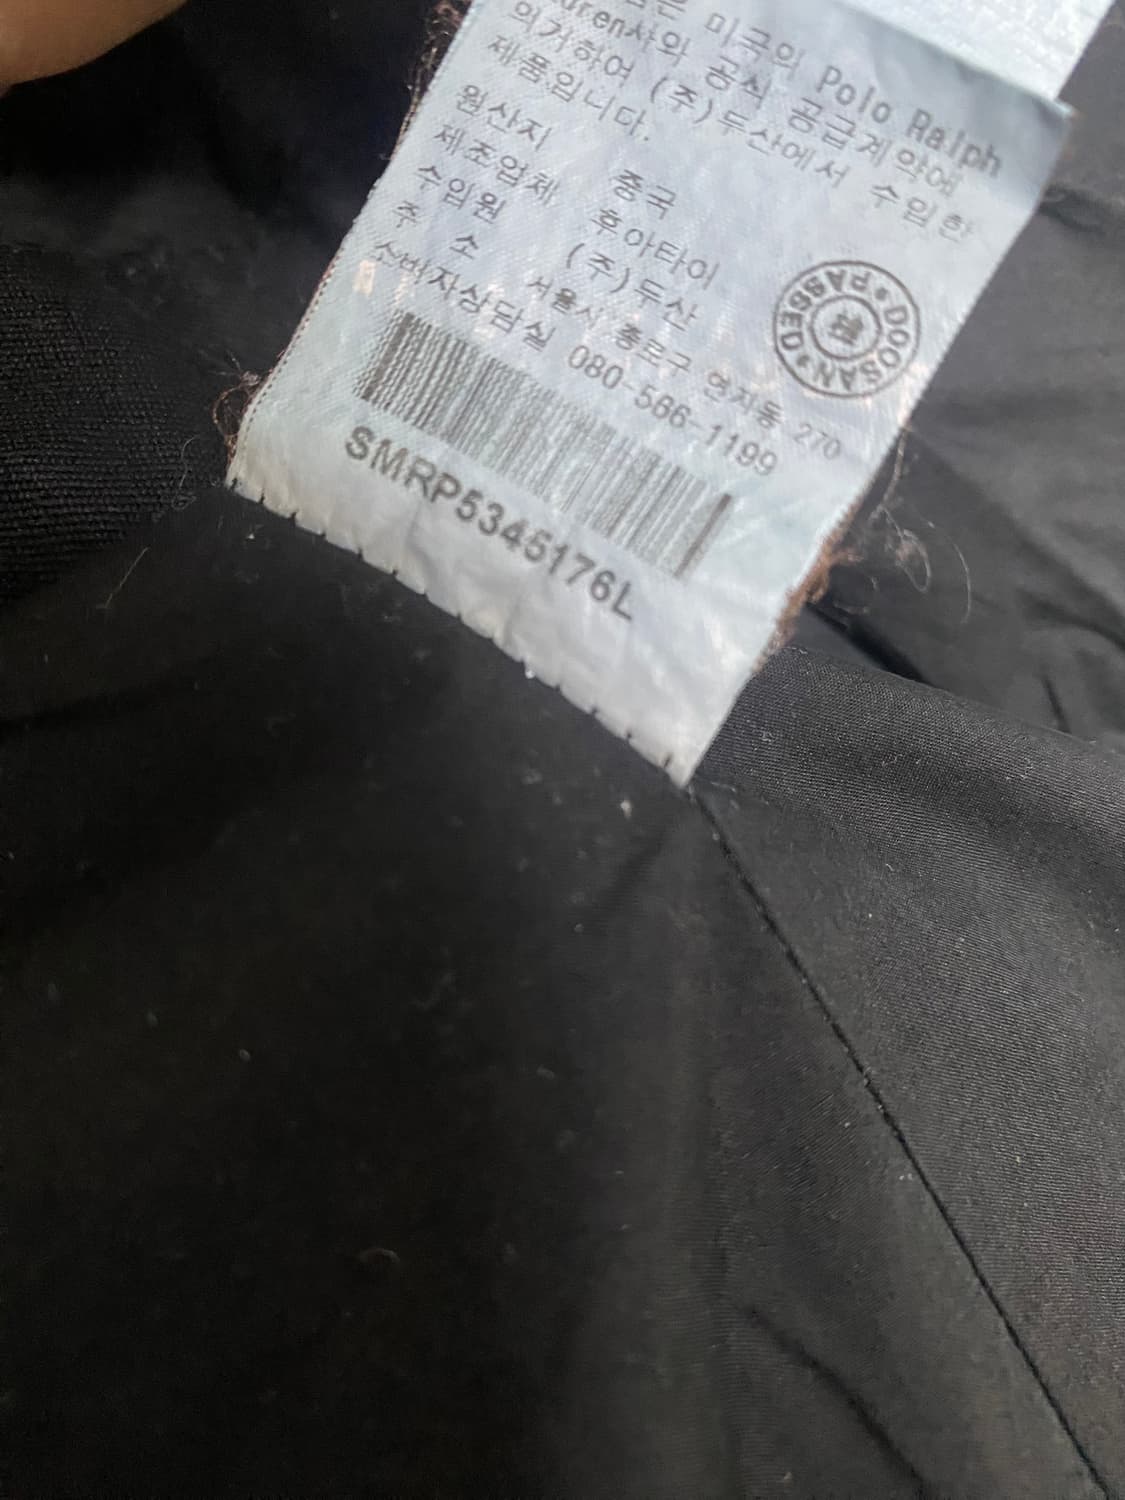 은 미국의 Polo Ralph
Lauren사와 공식 공급계약에
의거하여 (주)두산에서 수입한
제품입니다.
원산지 중국
제조업체 후아타이
수입원 (주)두산
주 소 서울시 종로구 연지동 270
소비자상담실 080-566-1199
DOOSAN PASSED
SMRP5345176L